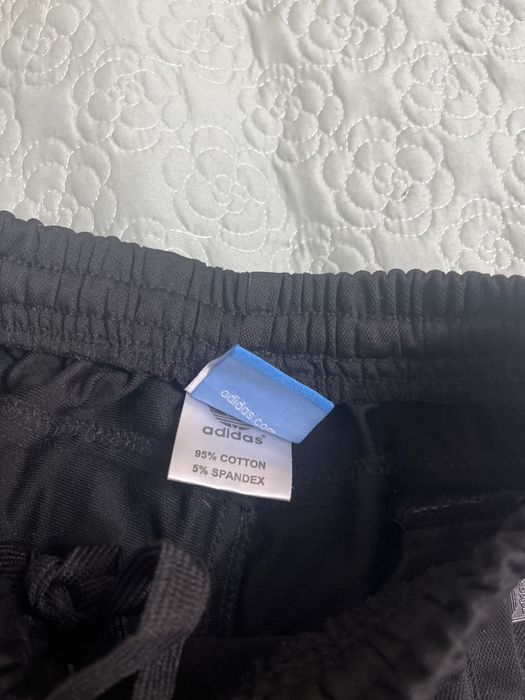 adidas.com
adidas
95% COTTON
5% SPANDEX